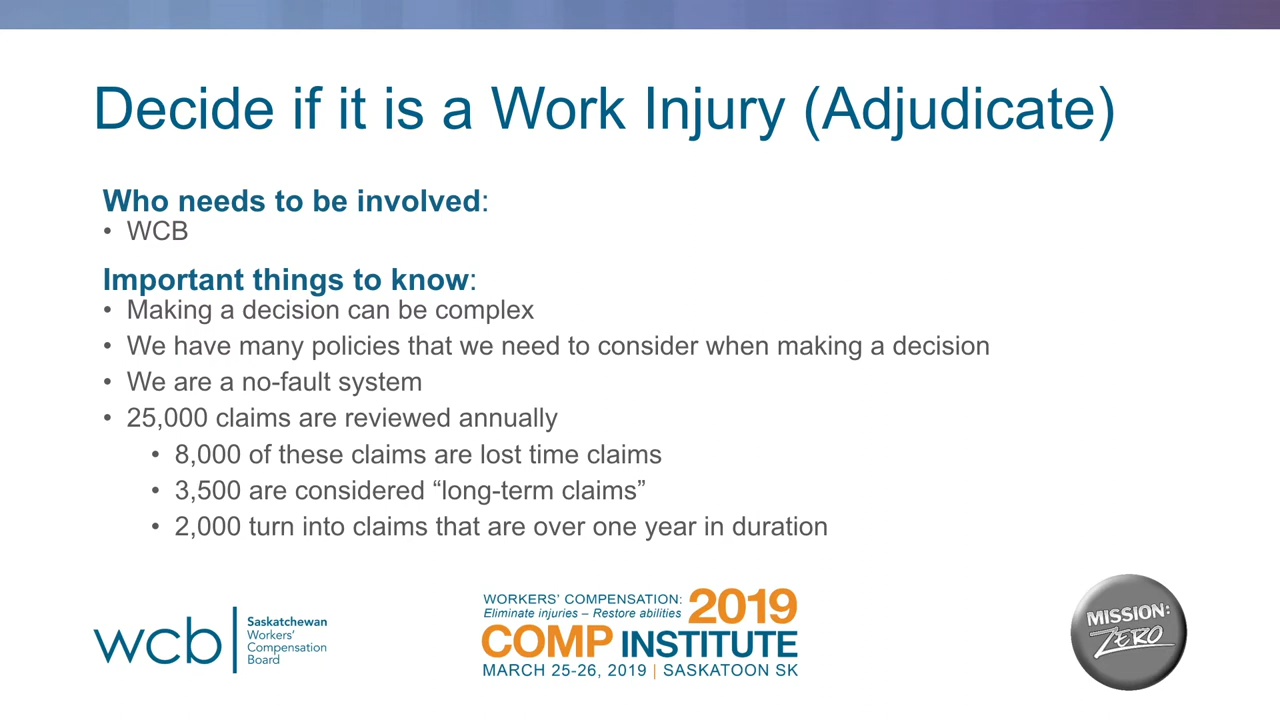 Decide if it is a Work Injury (Adjudicate)
Who needs to be involved:
• WCB
Important things to know:
• Making a decision can be complex
• We have many policies that we need to consider when making a decision
• We are a no-fault system
• 25,000 claims are reviewed annually
• 8,000 of these claims are lost time claims
• 3,500 are considered “long-term claims”
• 2,000 turn into claims that are over one year in duration
wcb
Saskatchewan
Workers’
Compensation
Board
WORKERS’ COMPENSATION:
Eliminate injuries – Restore abilities
2019
COMP INSTITUTE
MARCH 25-26, 2019 | SASKATOON SK
MISSION:
ZERO